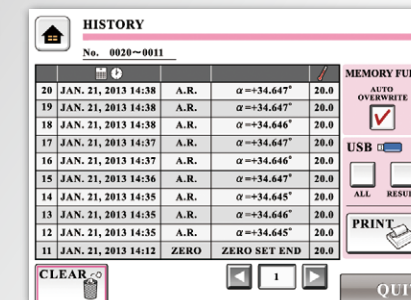 HISTORY
No. 0020~0011
20 JAN. 21, 2013 14:38 A.R. α=+34.647° 20.0
19 JAN. 21, 2013 14:38 A.R. α=+34.647° 20.0
18 JAN. 21, 2013 14:38 A.R. α=+34.646° 20.0
17 JAN. 21, 2013 14:37 A.R. α=+34.647° 20.0
16 JAN. 21, 2013 14:37 A.R. α=+34.646° 20.0
15 JAN. 21, 2013 14:36 A.R. α=+34.647° 20.0
14 JAN. 21, 2013 14:35 A.R. α=+34.645° 20.0
13 JAN. 21, 2013 14:35 A.R. α=+34.646° 20.0
12 JAN. 21, 2013 14:35 A.R. α=+34.645° 20.0
11 JAN. 21, 2013 14:12 ZERO ZERO SET END 20.0
MEMORY FU
AUTO
OVERWRITE
USB
ALL RESU
PRINT
CLEAR
1
QUI